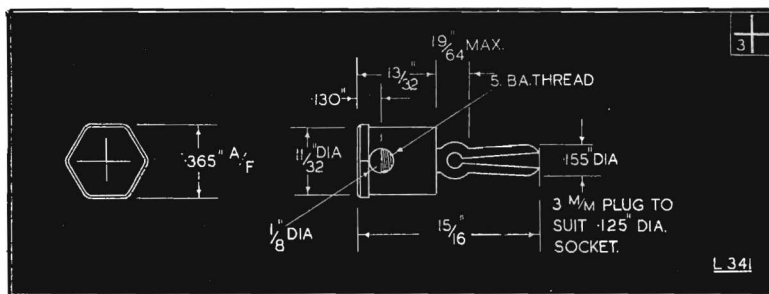 19/64" MAX.
13/32"
·130"
5. BA. THREAD
3
·365" A/F
11/32" DIA
·155" DIA
1/8" DIA
15/16"
3 M/M PLUG TO
SUIT ·125" DIA.
SOCKET.
L 341